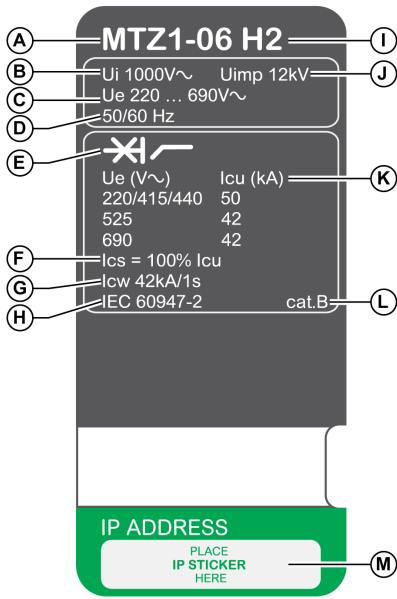 A MTZ1-06 H2 I
B Ui 1000V~ Uimp 12kV J
C Ue 220 ... 690V~
D 50/60 Hz
E
Ue (V~) Icu (kA) K
220/415/440 50
525 42
690 42
F Ics = 100% Icu
G Icw 42kA/1s
H IEC 60947-2 cat.B L
IP ADDRESS
PLACE
IP STICKER M
HERE